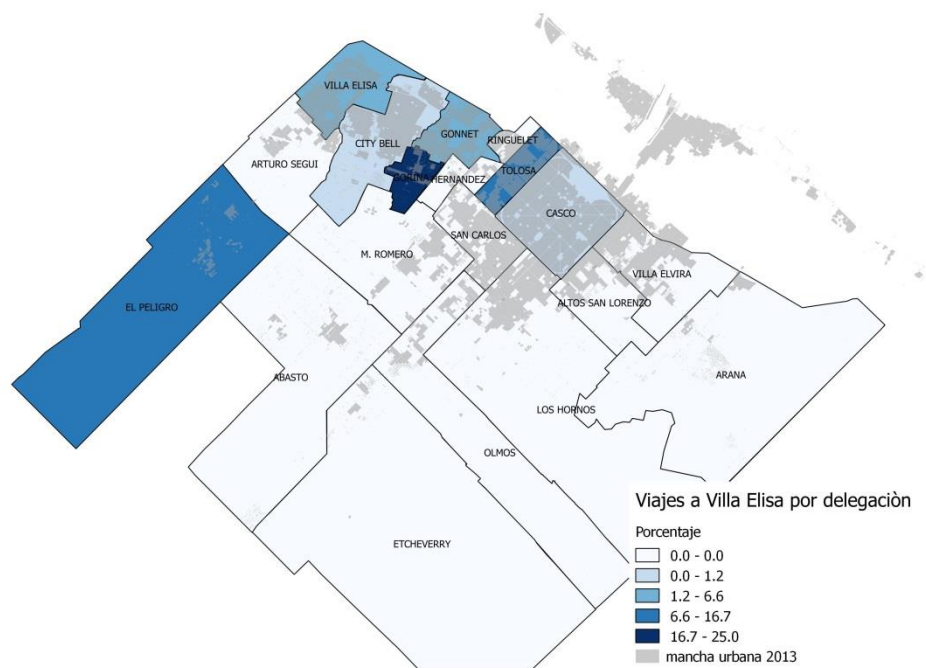 VILLA ELISA
GONNET
CITY BELL
RINGUELET
ARTURO SEGUI
TOLOSA
GORINA
HERNANDEZ
CASCO
SAN CARLOS
M. ROMERO
VILLA ELVIRA
ALTOS SAN LORENZO
EL PELIGRO
ABASTO
ARANA
LOS HORNOS
OLMOS
ETCHEVERRY
Viajes a Villa Elisa por delegaciòn
Porcentaje
0.0 - 0.0
0.0 - 1.2
1.2 - 6.6
6.6 - 16.7
16.7 - 25.0
mancha urbana 2013